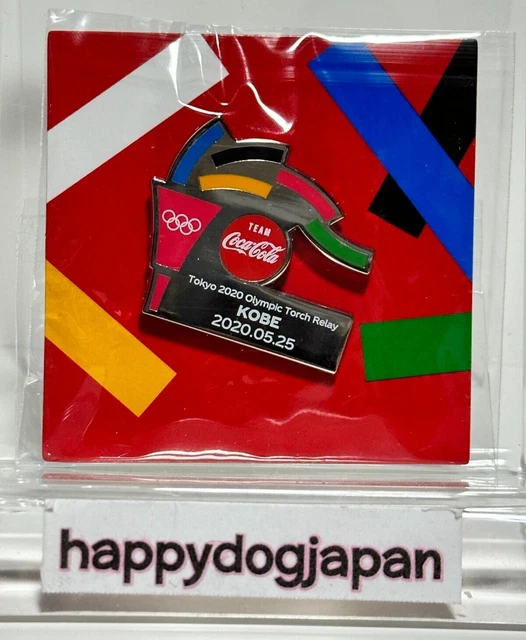 TEAM
Coca-Cola
Tokyo 2020 Olympic Torch Relay
KOBE
2020.05.25
happydogjapan